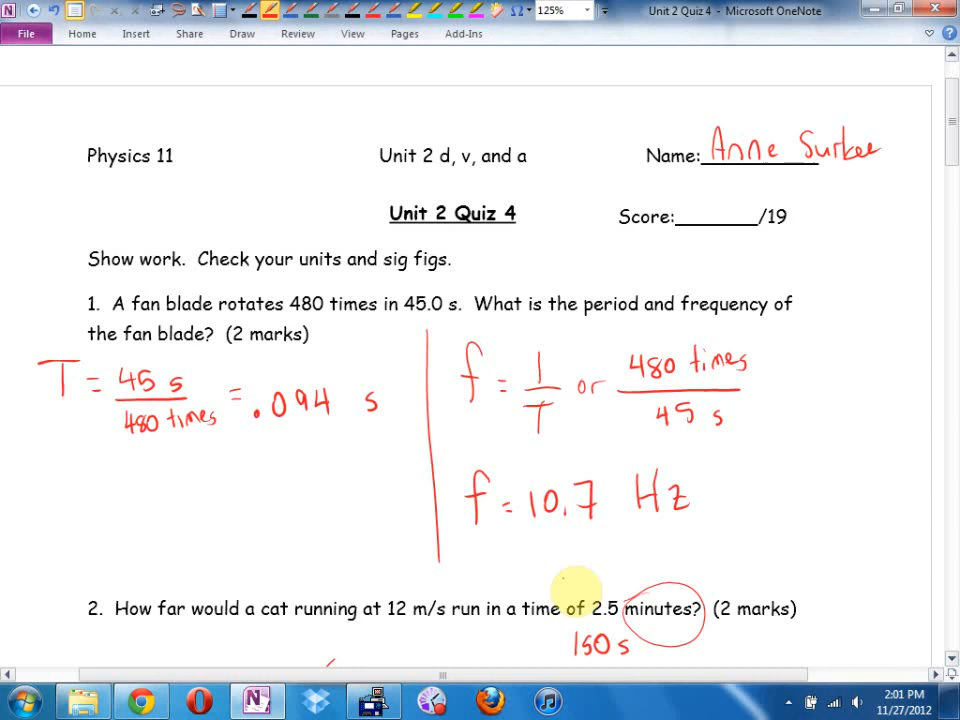 125%
Unit 2 Quiz 4 - Microsoft OneNote
File Home Insert Share Draw Review View Pages Add-Ins
Physics 11 Unit 2 d, v, and a Name: Anne Surkee
Unit 2 Quiz 4 Score:________/19
Show work. Check your units and sig figs.
1. A fan blade rotates 480 times in 45.0 s. What is the period and frequency of
the fan blade? (2 marks)
T = 45 s / 480 times = .094 s
f = 1 / T or 480 times / 45 s
f = 10.7 Hz
2. How far would a cat running at 12 m/s run in a time of 2.5 minutes? (2 marks)
150 s
2:01 PM
11/27/2012